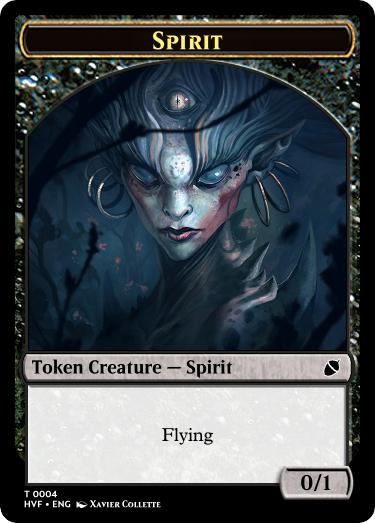 Spirit
Token Creature — Spirit
Flying
0/1
T 0004
HVF • ENG Xavier Collette